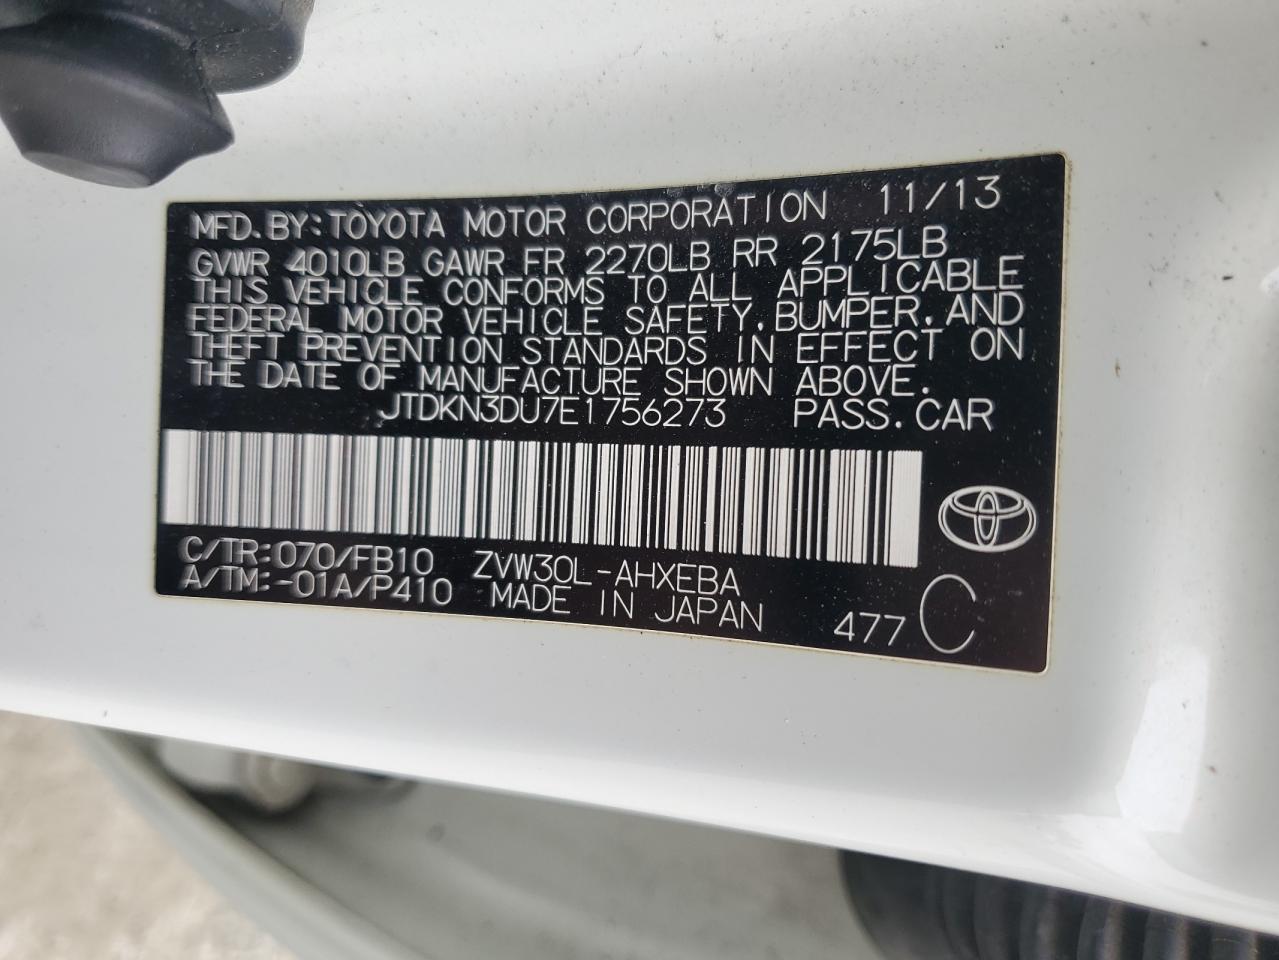 MFD. BY: TOYOTA MOTOR CORPORATION 11/13
GVWR 4010LB GAWR FR 2270LB RR 2175LB
THIS VEHICLE CONFORMS TO ALL APPLICABLE
FEDERAL MOTOR VEHICLE SAFETY, BUMPER, AND
THEFT PREVENTION STANDARDS IN EFFECT ON
THE DATE OF MANUFACTURE SHOWN ABOVE.
JTDKN3DU7E1756273 PASS. CAR
C/TR: 070/FB10 ZVW30L-AHXEBA
A/TM: -01A/P410 MADE IN JAPAN 477 C